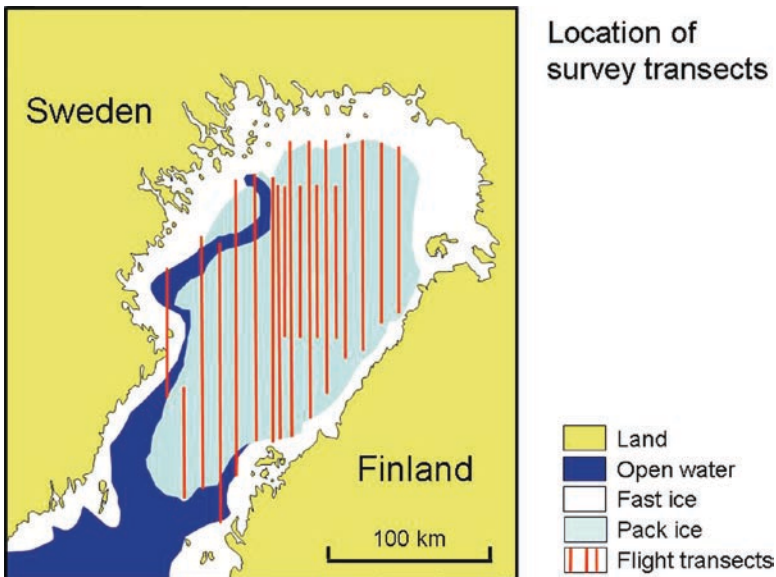 Location of
survey transects
Sweden
Finland
100 km
Land
Open water
Fast ice
Pack ice
Flight transects